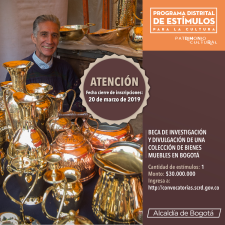 PROGRAMA DISTRITAL
DE ESTÍMULOS
PARA LA CULTURA
PATRIMONIO
CULTURAL
ATENCIÓN
Fecha cierre de inscripciones:
20 de marzo de 2019
BECA DE INVESTIGACIÓN
Y DIVULGACIÓN DE UNA
COLECCIÓN DE BIENES
MUEBLES EN BOGOTÁ
Cantidad de estímulos: 1
Monto: $30.000.000
Ingresa a:
http://convocatorias.scrd.gov.co
Alcaldía de Bogotá